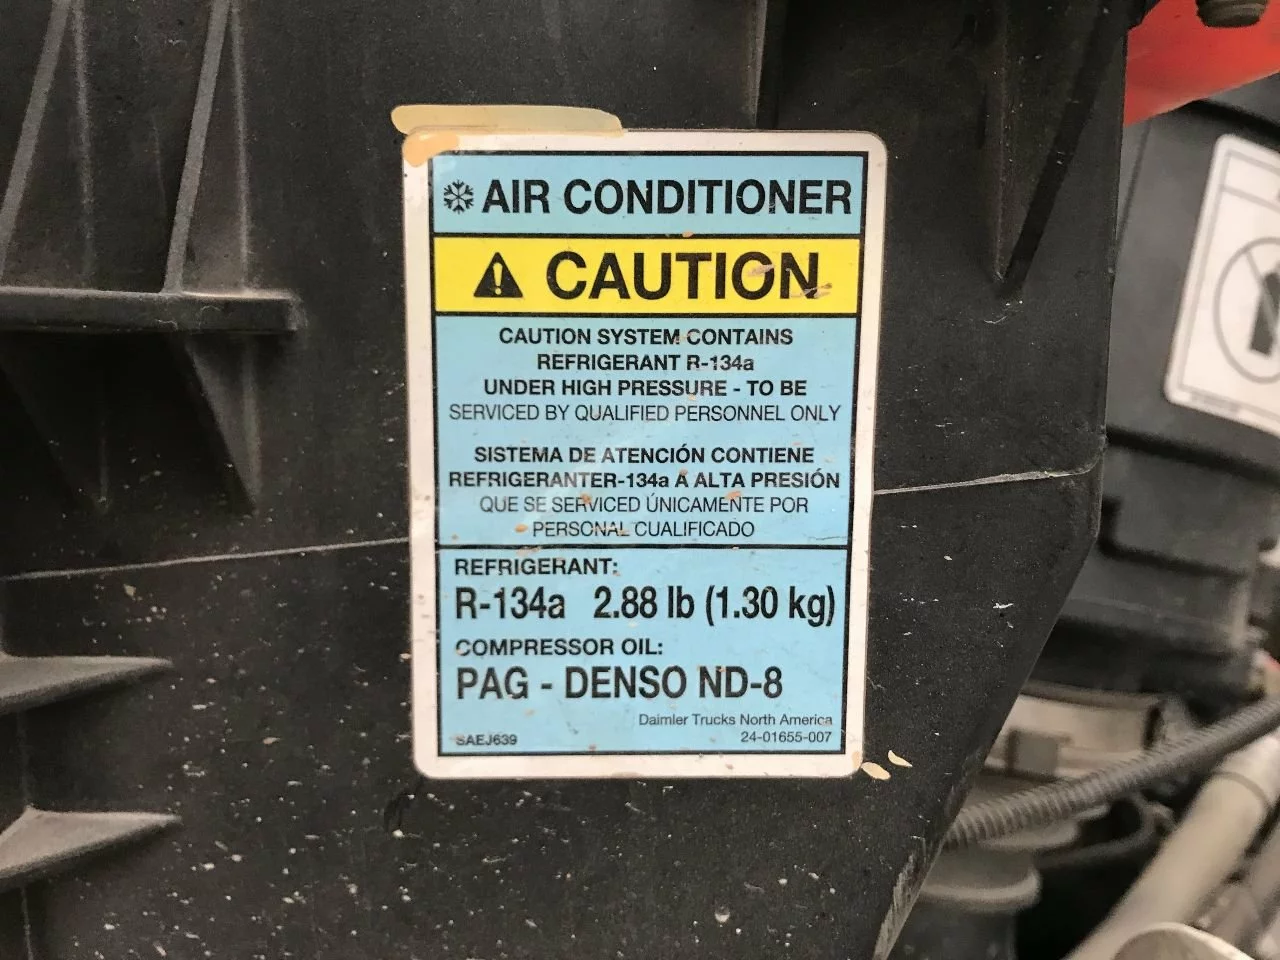 AIR CONDITIONER
CAUTION
CAUTION SYSTEM CONTAINS
REFRIGERANT R-134a
UNDER HIGH PRESSURE - TO BE
SERVICED BY QUALIFIED PERSONNEL ONLY
SISTEMA DE ATENCIÓN CONTIENE
REFRIGERANTER-134a A ALTA PRESIÓN
QUE SE SERVICED ÚNICAMENTE POR
PERSONAL CUALIFICADO
REFRIGERANT:
R-134a 2.88 lb (1.30 kg)
COMPRESSOR OIL:
PAG - DENSO ND-8
Daimler Trucks North America
SAEJ639 24-01655-007